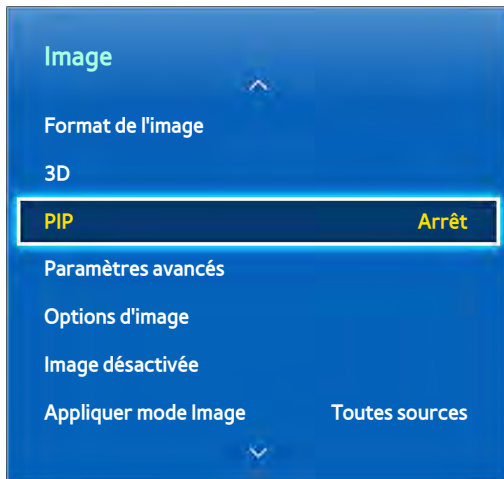 Image
Format de l'image
3D
PIP Arrêt
Paramètres avancés
Options d'image
Image désactivée
Appliquer mode Image Toutes sources